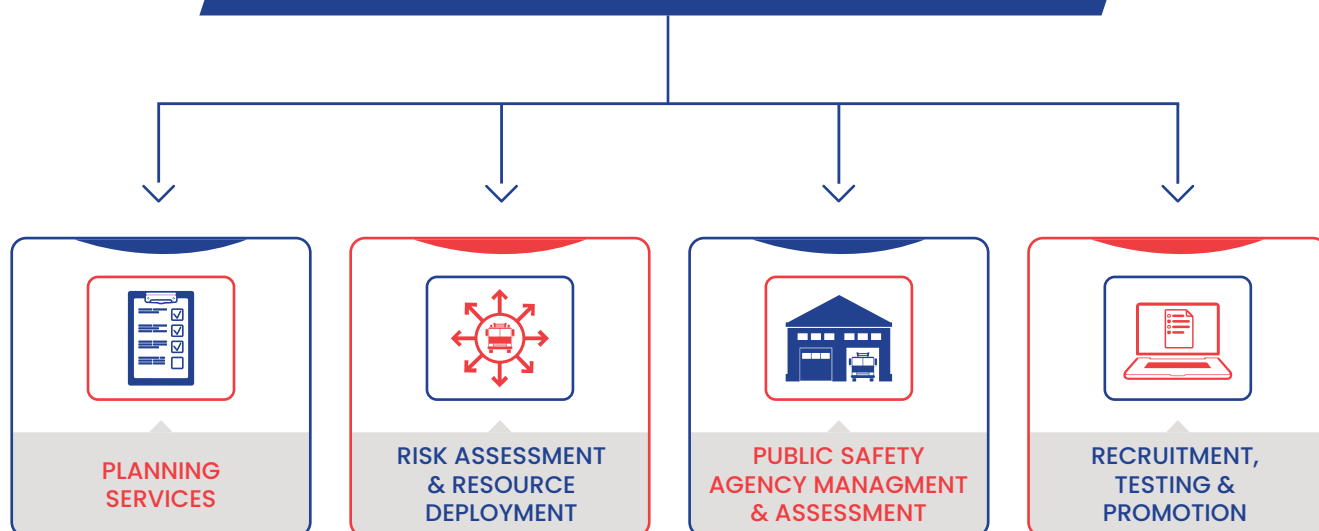 PLANNING
SERVICES
RISK ASSESSMENT
& RESOURCE
DEPLOYMENT
PUBLIC SAFETY
AGENCY MANAGMENT
& ASSESSMENT
RECRUITMENT,
TESTING &
PROMOTION